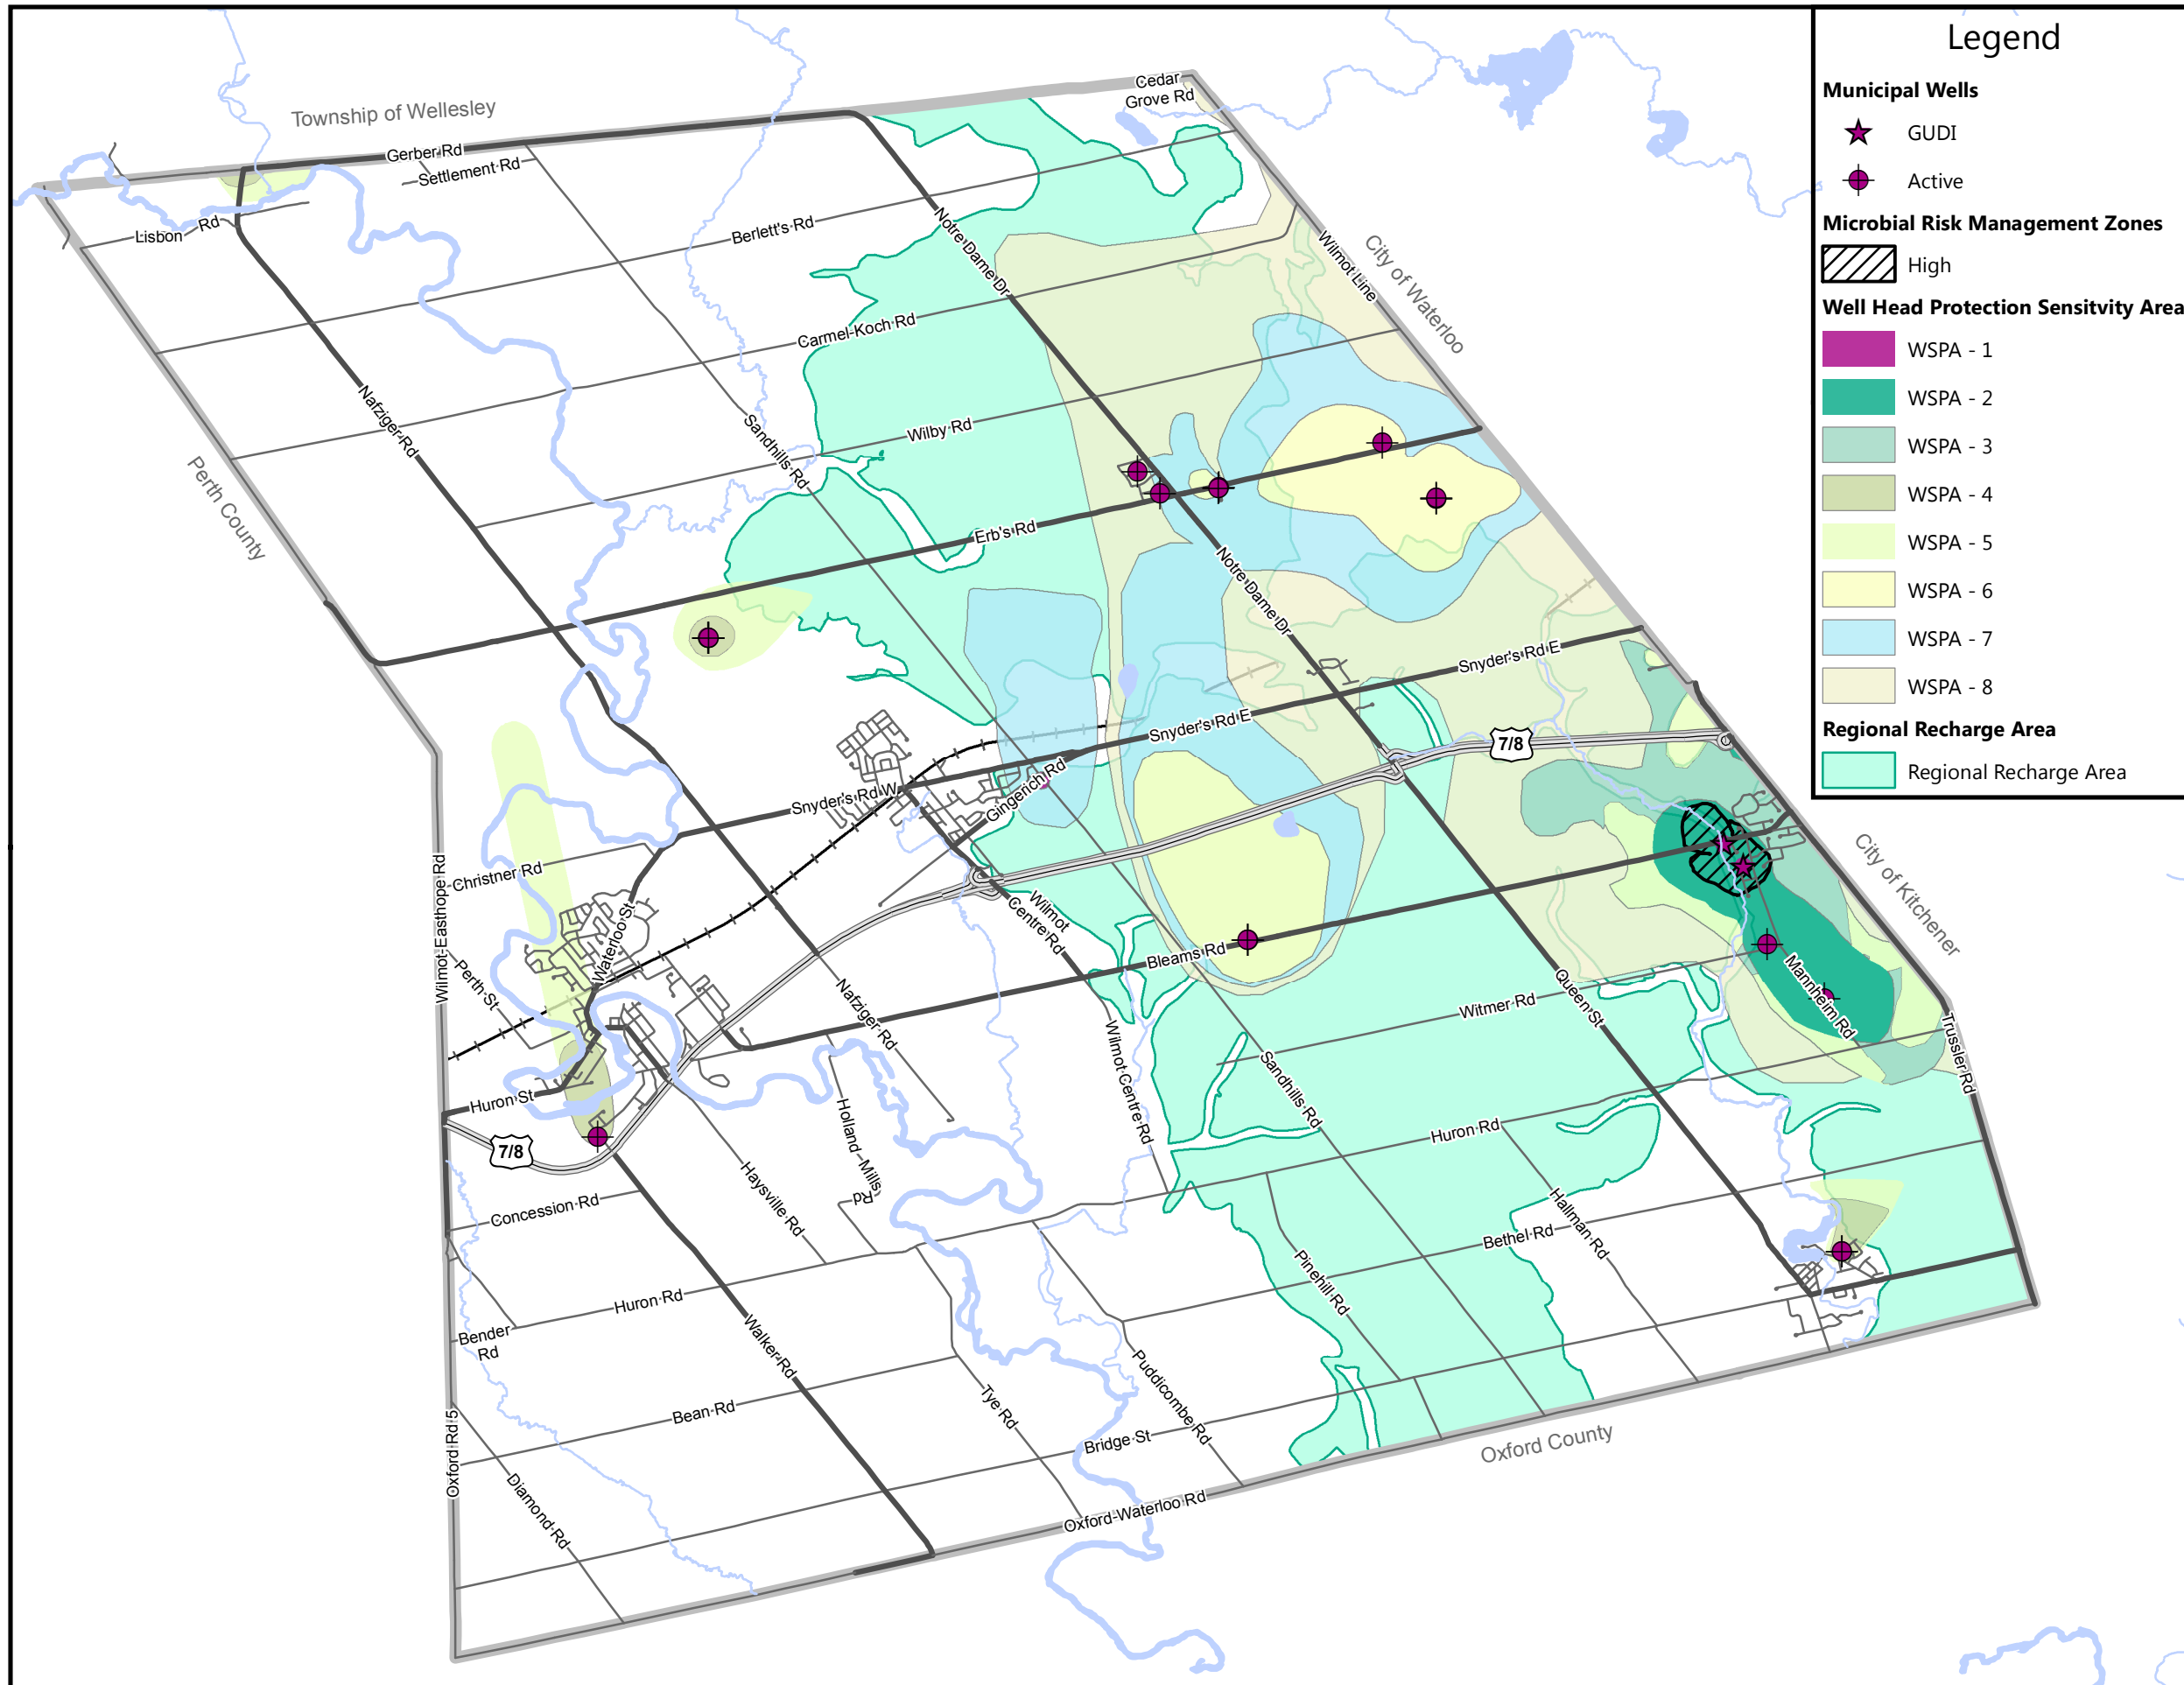 Legend
Municipal Wells
GUDI
Active
Microbial Risk Management Zones
High
Well Head Protection Sensitvity Area
WSPA - 1
WSPA - 2
WSPA - 3
WSPA - 4
WSPA - 5
WSPA - 6
WSPA - 7
WSPA - 8
Regional Recharge Area
Regional Recharge Area
Cedar
Grove Rd
Township of Wellesley
Gerber Rd
Settlement Rd
Lisbon Rd
Berlett's Rd
Notre Dame Dr
Wilmot Line
City of Waterloo
Carmel-Koch Rd
Nafziger Rd
Sandhills Rd
Wilby Rd
Perth County
Erb's Rd
Notre Dame Dr
Snyder's Rd E
Snyder's Rd E
7/8
Gingerich Rd
Snyder's Rd W
City of Kitchener
Christner Rd
Wilmot-Easthope Rd
Waterloo St
Wilmot
Centre Rd
Bleams Rd
Perth St
Nafziger Rd
Queen St
Mannheim Rd
Witmer Rd
Trussler Rd
Wilmot Centre Rd
Sandhills Rd
Huron St
7/8
Holland Mills
Rd
Huron Rd
Haysville Rd
Concession Rd
Hallman Rd
Bethel Rd
Pinehill Rd
Huron Rd
Bender
Rd
Walker Rd
Puddicombe Rd
Tye Rd
Bean Rd
Oxford Rd 5
Bridge St
Oxford County
Diamond Rd
Oxford-Waterloo Rd